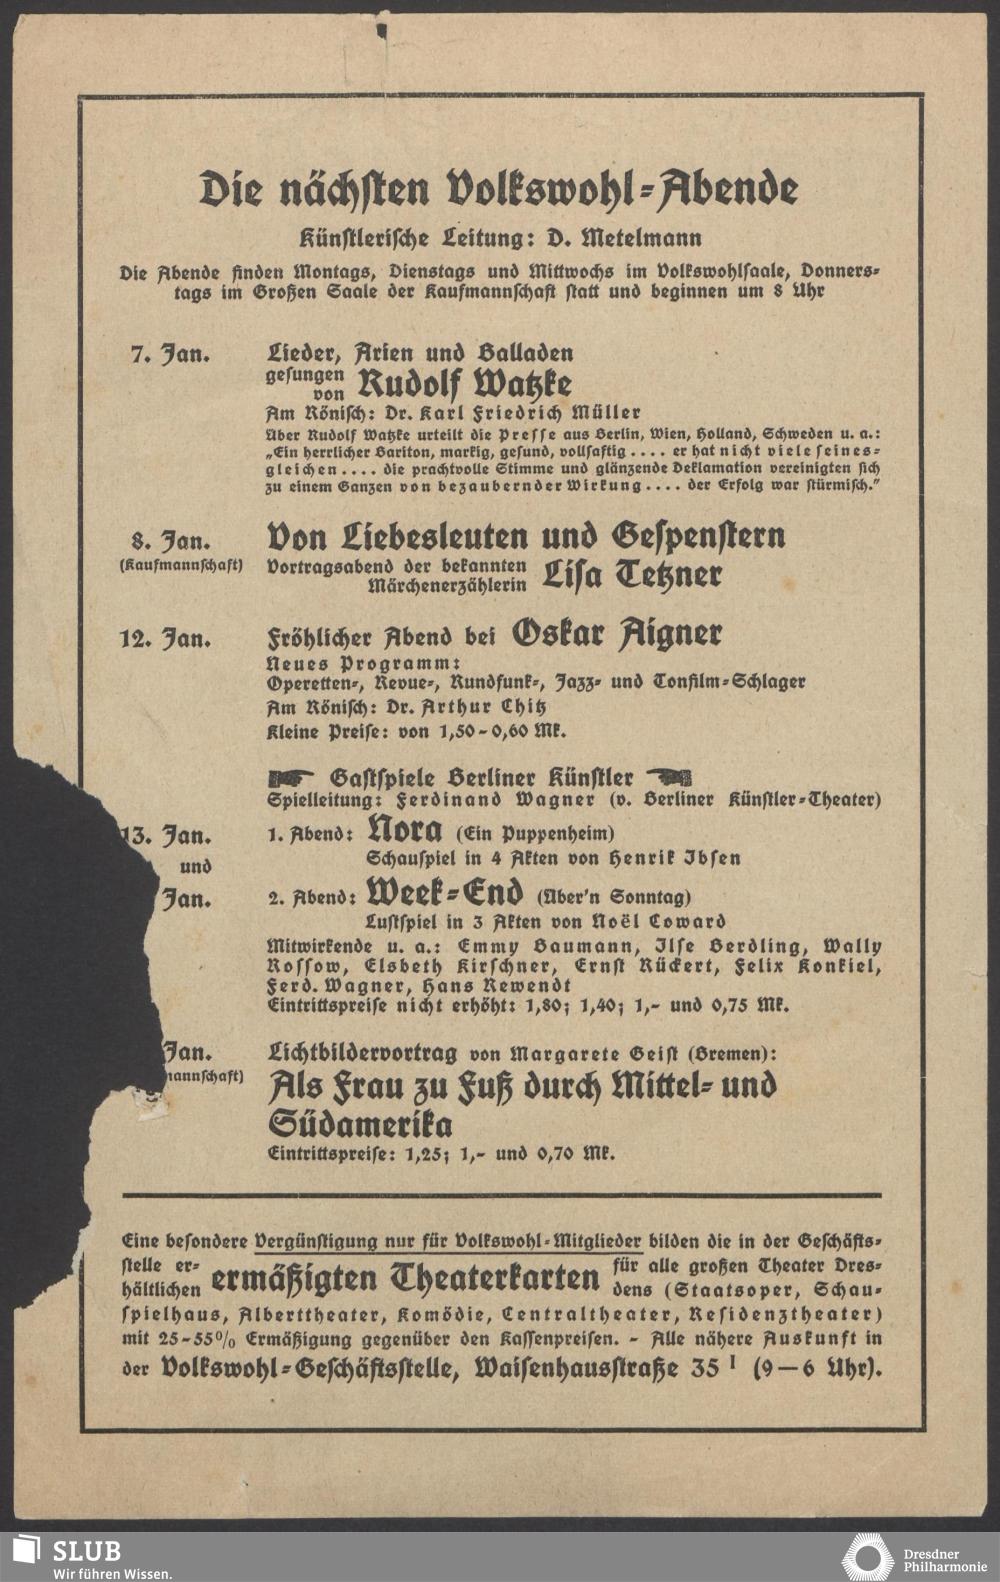 Die nächsten Volkswohl-Abende
Künstlerische Leitung: D. Metelmann
Die Abende finden Montags, Dienstags und Mittwochs im Volkswohlsaale, Donners-
tags im Großen Saale der Kaufmannschaft statt und beginnen um 8 Uhr
7. Jan. Lieder, Arien und Balladen
gesungen von Rudolf Watzke
Am Rönisch: Dr. Karl Friedrich Müller
Über Rudolf Watzke urteilt die Presse aus Berlin, Wien, Holland, Schweden u. a.:
„Ein herrlicher Bariton, markig, gesund, vollsaftig .... er hat nicht viele seines-
gleichen .... die prachtvolle Stimme und glänzende Deklamation vereinigten sich
zu einem Ganzen von bezaubernder Wirkung .... der Erfolg war stürmisch."
8. Jan. Von Liebesleuten und Gespenstern
(Kaufmannschaft) Vortragsabend der bekannten
Märchenerzählerin Lisa Tetzner
12. Jan. Fröhlicher Abend bei Oskar Aigner
Neues Programm:
Operetten-, Revue-, Rundfunk-, Jazz- und Tonfilm-Schlager
Am Rönisch: Dr. Arthur Chitz
Kleine Preise: von 1,50-0,60 Mk.
Gastspiele Berliner Künstler
Spielleitung: Ferdinand Wagner (v. Berliner Künstler-Theater)
13. Jan. 1. Abend: Nora (Ein Puppenheim)
und Schauspiel in 4 Akten von Henrik Ibsen
Jan. 2. Abend: Week-End (Über'n Sonntag)
Lustspiel in 3 Akten von Noël Coward
Mitwirkende u. a.: Emmy Baumann, Ilse Berdling, Wally
Rossow, Elsbeth Kirschner, Ernst Rückert, Felix Konkiel,
Ferd. Wagner, Hans Rewendt
Eintrittspreise nicht erhöht: 1,80; 1,40; 1,- und 0,75 Mk.
Jan. Lichtbildervortrag von Margarete Geist (Bremen):
mannschaft) Als Frau zu Fuß durch Mittel- und
Südamerika
Eintrittspreise: 1,25; 1,- und 0,70 Mk.
Eine besondere Vergünstigung nur für Volkswohl-Mitglieder bilden die in der Geschäfts-
stelle er-
hältlichen ermäßigten Theaterkarten für alle großen Theater Dres-
dens (Staatsoper, Schau-
spielhaus, Alberttheater, Komödie, Centraltheater, Residenztheater)
mit 25-55% Ermäßigung gegenüber den Kassenpreisen. - Alle nähere Auskunft in
der Volkswohl-Geschäftsstelle, Waisenhausstraße 35 I (9—6 Uhr).
SLUB
Wir führen Wissen.
Dresdner
Philharmonie